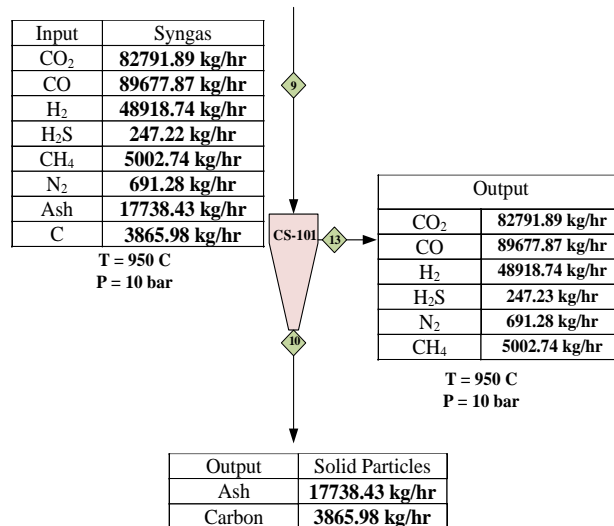 Input Syngas
CO₂ 82791.89 kg/hr
CO 89677.87 kg/hr
H₂ 48918.74 kg/hr
H₂S 247.22 kg/hr
CH₄ 5002.74 kg/hr
N₂ 691.28 kg/hr
Ash 17738.43 kg/hr
C 3865.98 kg/hr
T = 950 C
P = 10 bar
9
CS-101
13
10
Output
CO₂ 82791.89 kg/hr
CO 89677.87 kg/hr
H₂ 48918.74 kg/hr
H₂S 247.23 kg/hr
N₂ 691.28 kg/hr
CH₄ 5002.74 kg/hr
T = 950 C
P = 10 bar
Output Solid Particles
Ash 17738.43 kg/hr
Carbon 3865.98 kg/hr